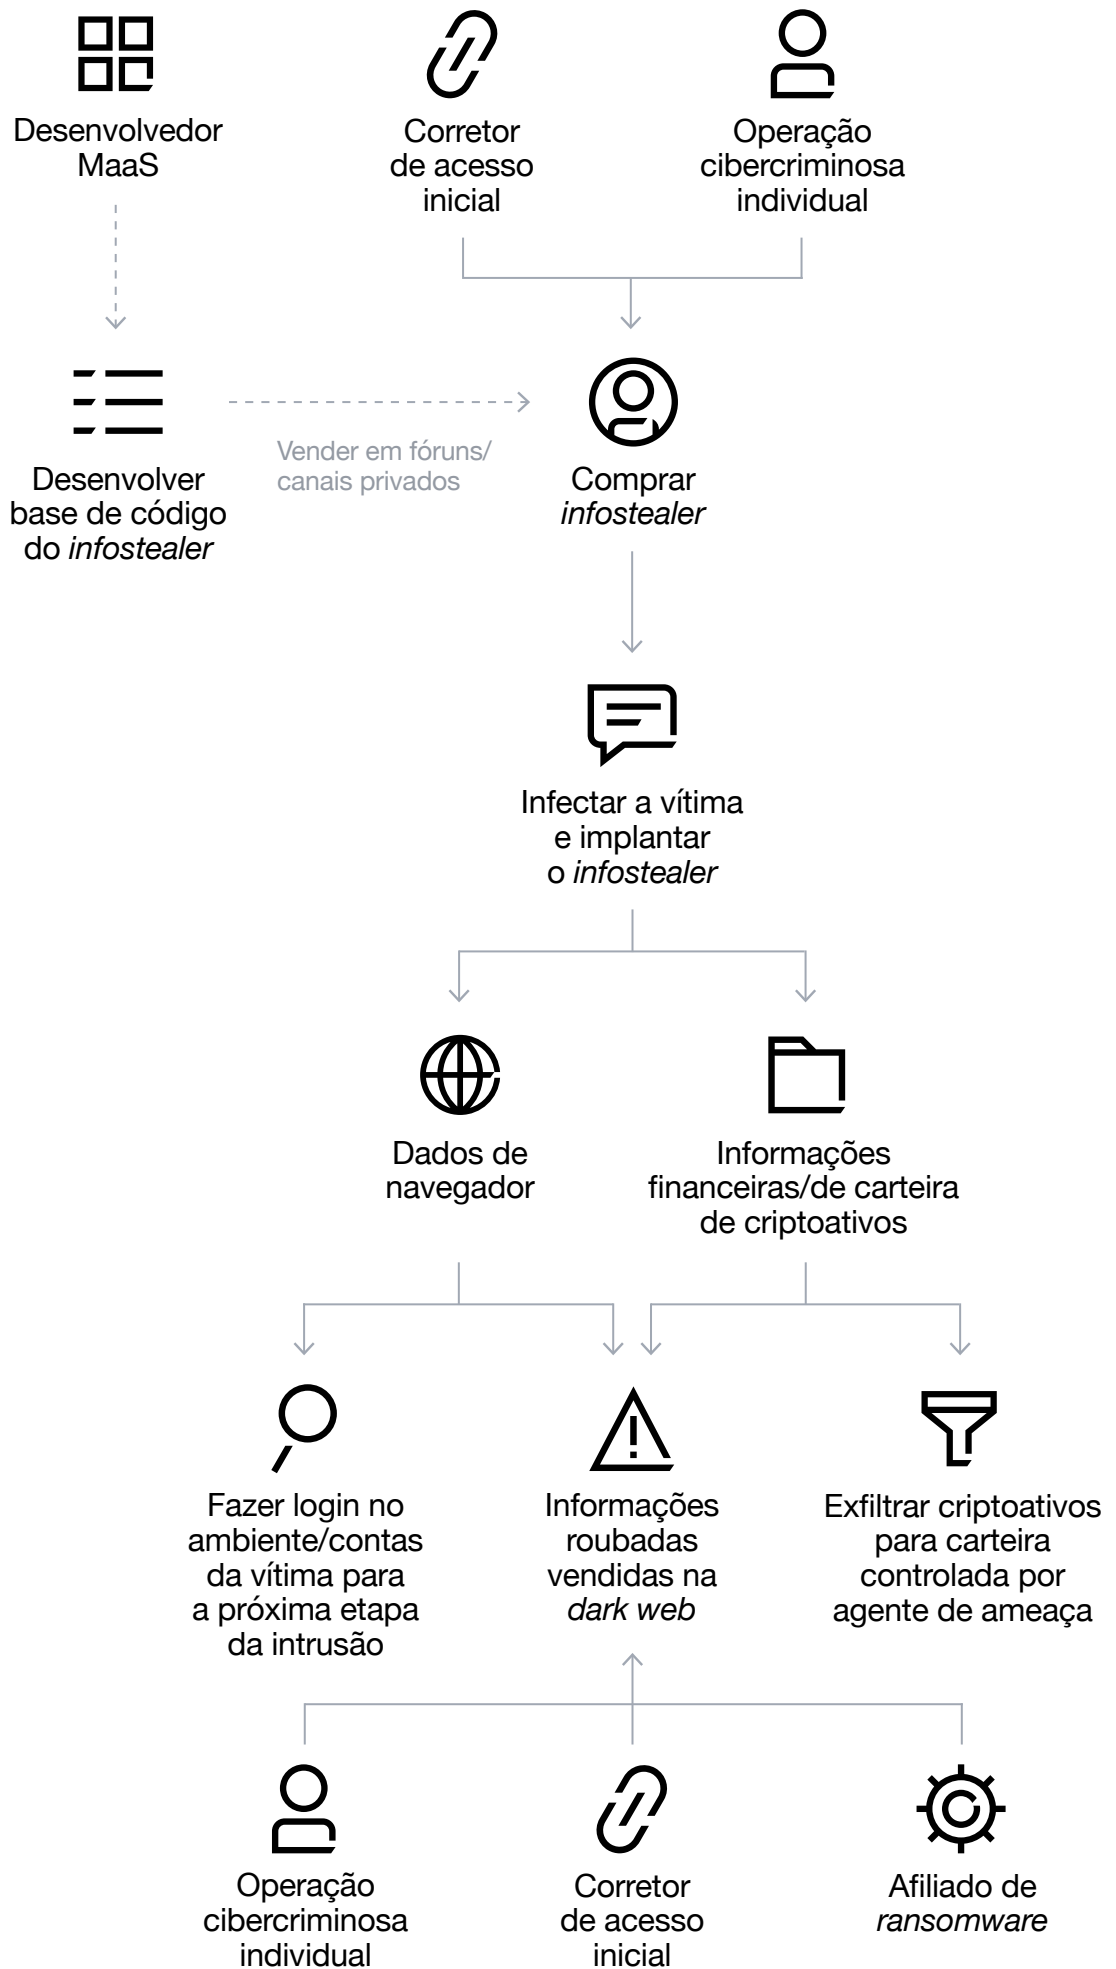 Desenvolvedor
MaaS
Corretor
de acesso
inicial
Operação
cibercriminosa
individual
Desenvolver
base de código
do infostealer
Vender em fóruns/
canais privados
Comprar
infostealer
Infectar a vítima
e implantar
o infostealer
Dados de
navegador
Informações
financeiras/de carteira
de criptoativos
Fazer login no
ambiente/contas
da vítima para
a próxima etapa
da intrusão
Informações
roubadas
vendidas na
dark web
Exfiltrar criptoativos
para carteira
controlada por
agente de ameaça
Operação
cibercriminosa
individual
Corretor
de acesso
inicial
Afiliado de
ransomware